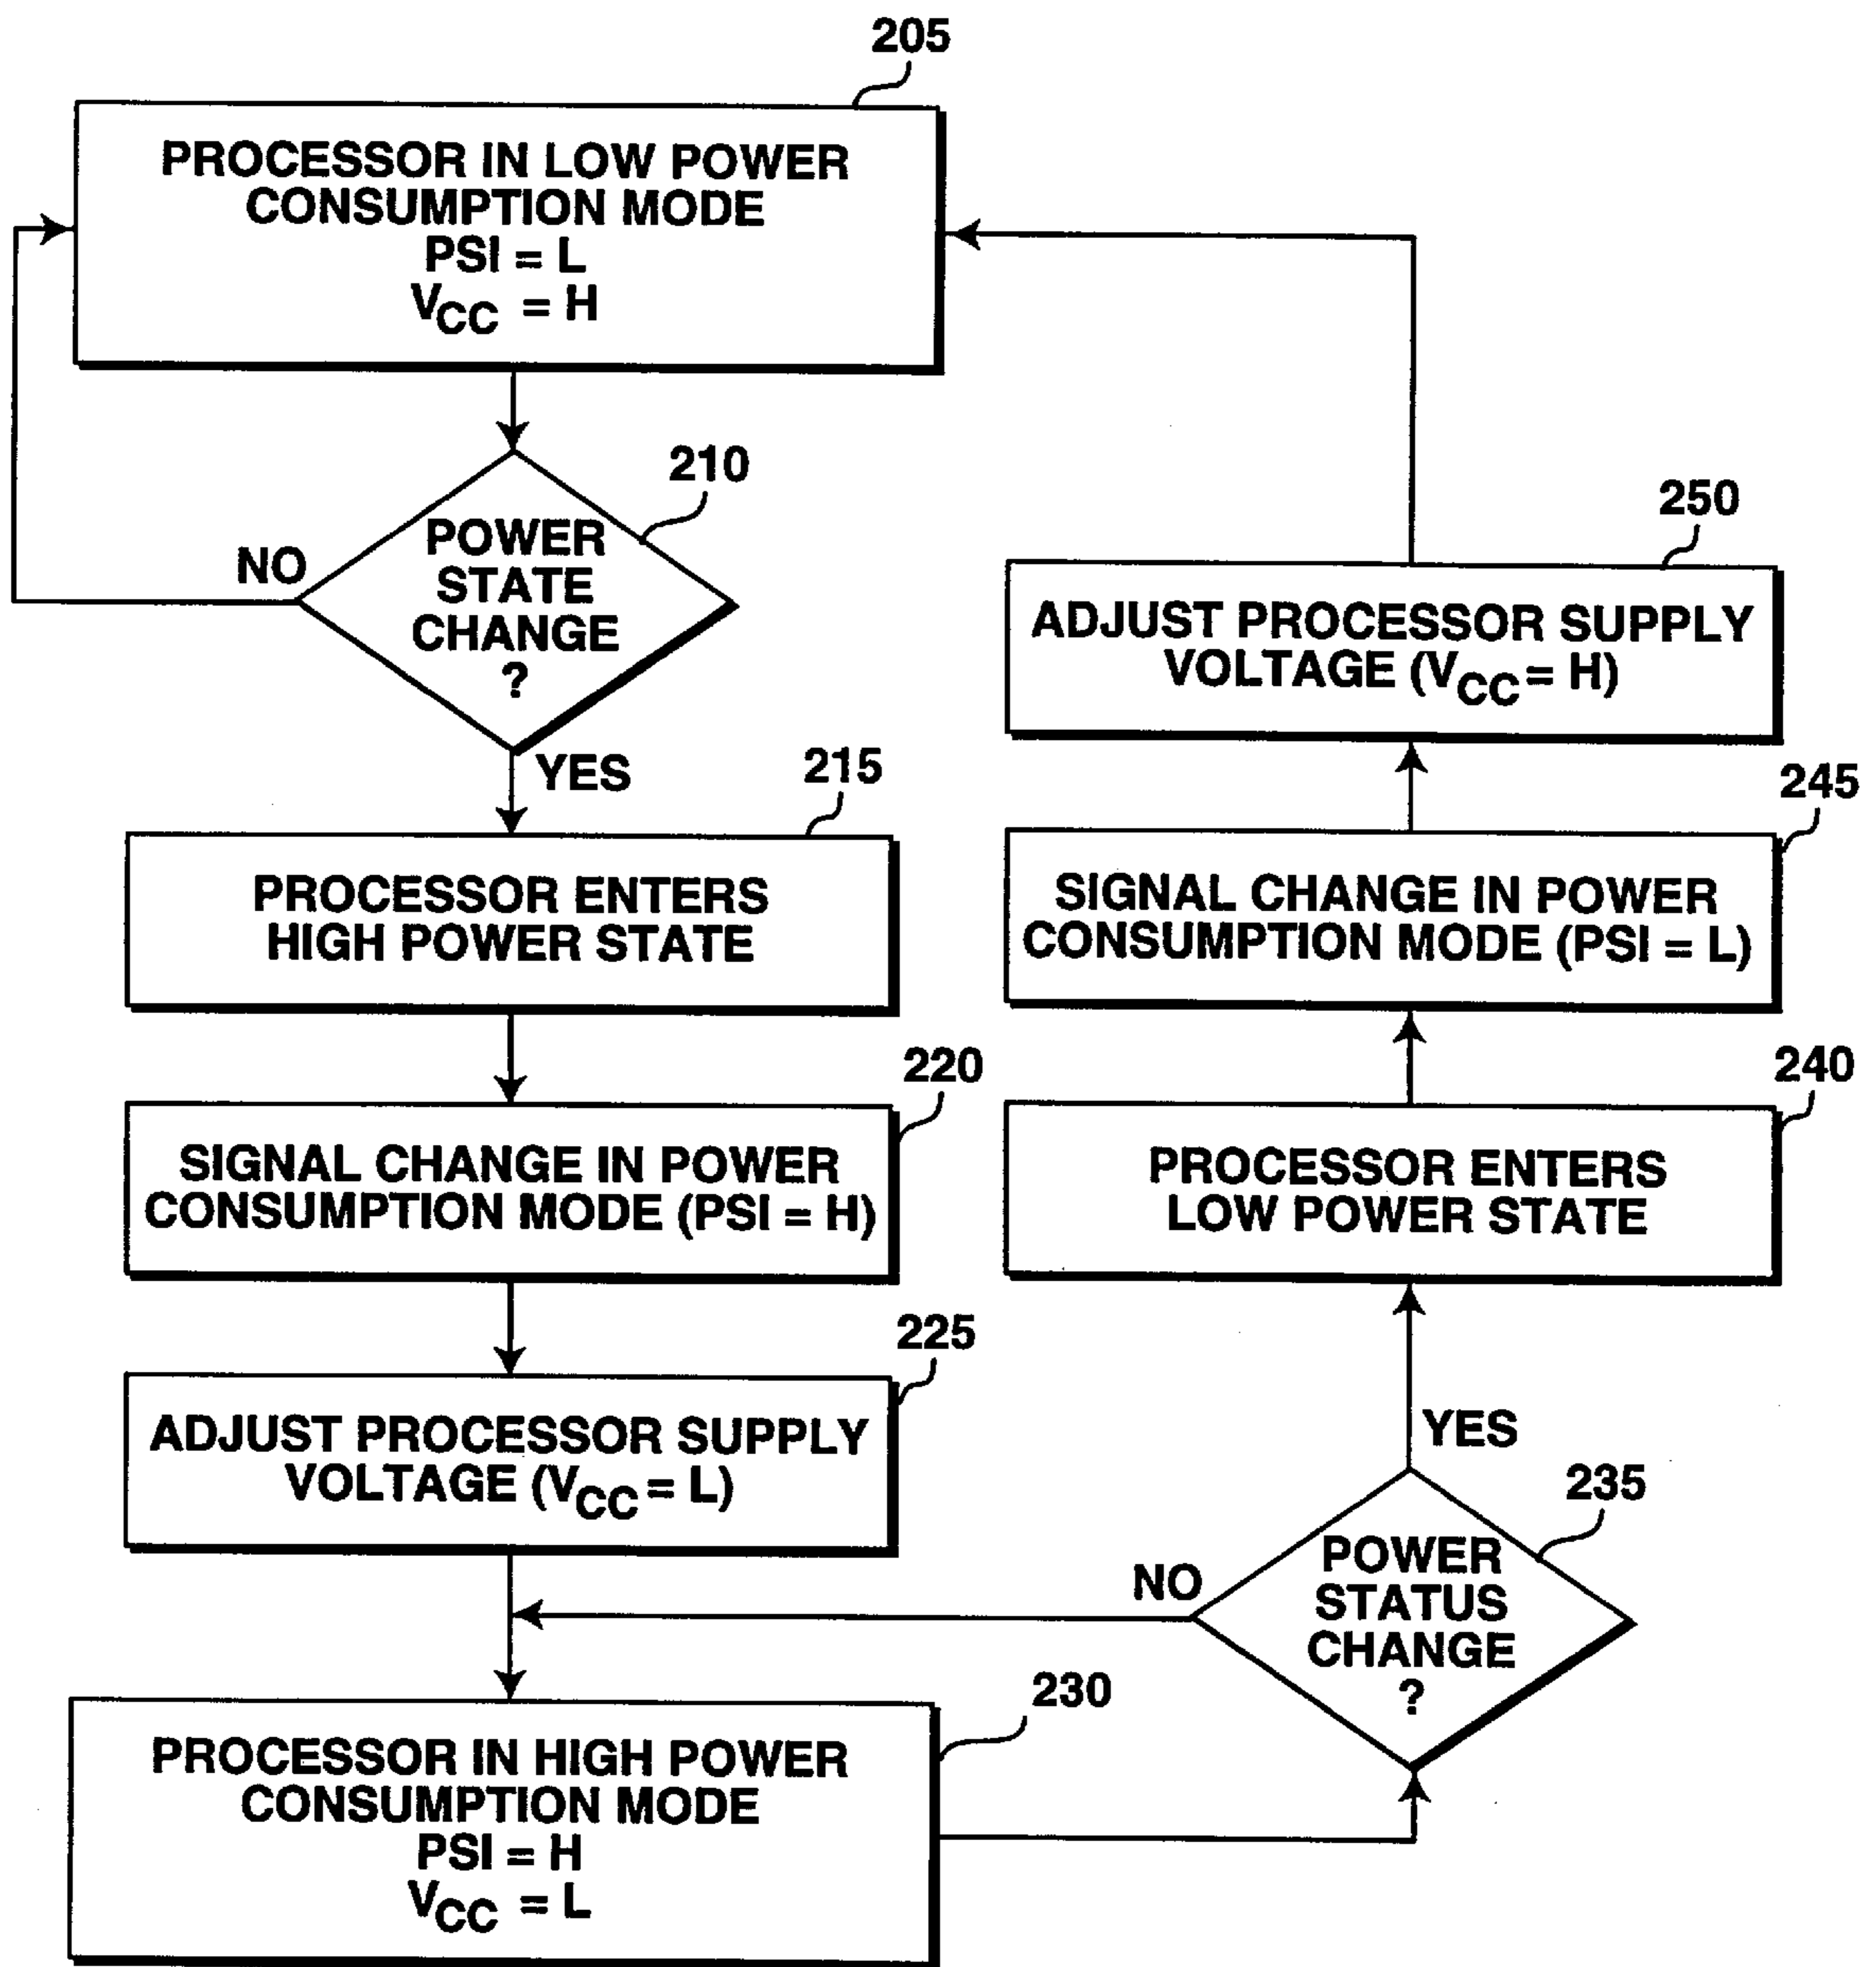 205
PROCESSOR IN LOW POWER
CONSUMPTION MODE
PSI = L
VCC = H
210
POWER
STATE
CHANGE
?
NO
YES
215
PROCESSOR ENTERS
HIGH POWER STATE
220
SIGNAL CHANGE IN POWER
CONSUMPTION MODE (PSI = H)
225
ADJUST PROCESSOR SUPPLY
VOLTAGE (VCC = L)
230
PROCESSOR IN HIGH POWER
CONSUMPTION MODE
PSI = H
VCC = L
235
POWER
STATUS
CHANGE
?
NO
YES
240
PROCESSOR ENTERS
LOW POWER STATE
245
SIGNAL CHANGE IN POWER
CONSUMPTION MODE (PSI = L)
250
ADJUST PROCESSOR SUPPLY
VOLTAGE (VCC = H)